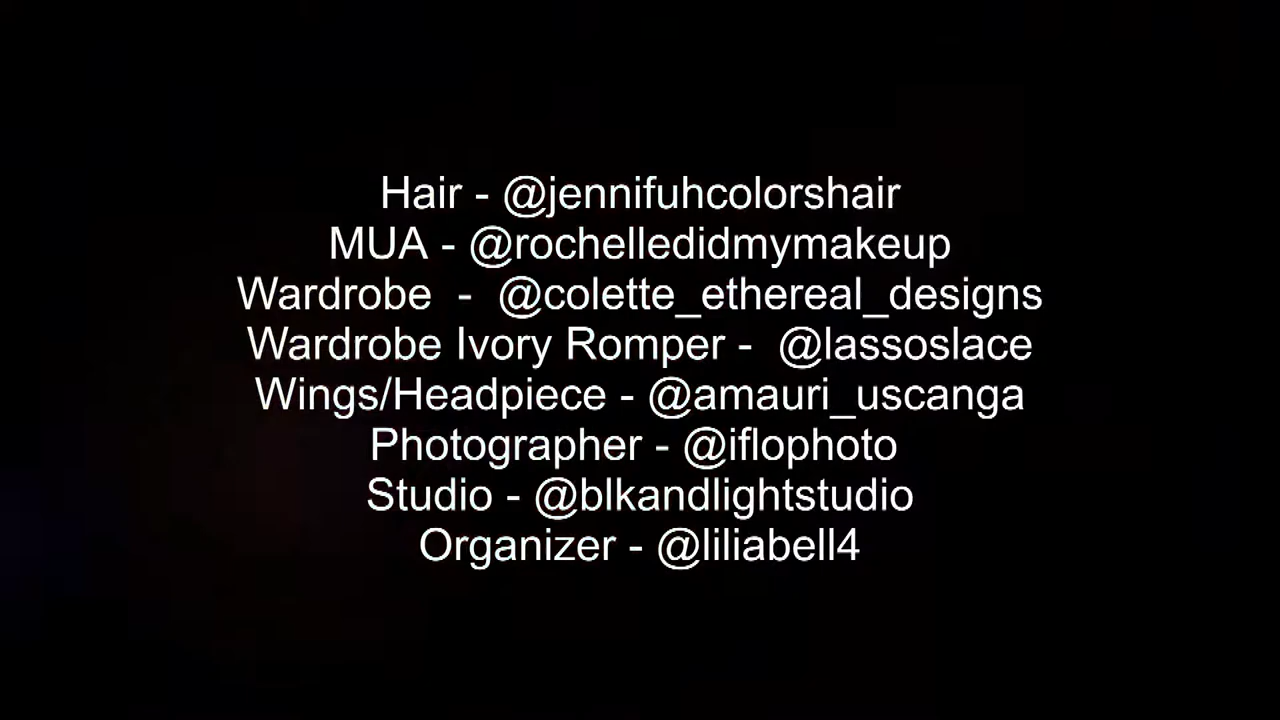 Hair - @jennifuhcolorshair
MUA - @rochelledidmymakeup
Wardrobe  -  @colette_ethereal_designs
Wardrobe Ivory Romper -  @lassoslace
Wings/Headpiece - @amauri_uscanga
Photographer - @iflophoto
Studio - @blkandlightstudio
Organizer - @liliabell4